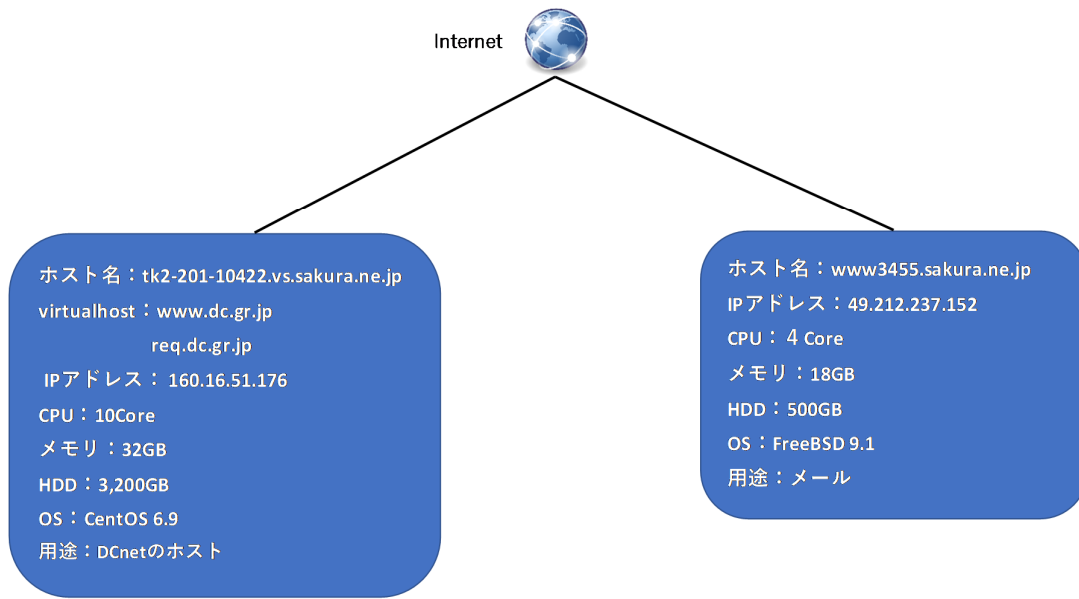 Internet
ホスト名：tk2-201-10422.vs.sakura.ne.jp
virtualhost：www.dc.gr.jp
req.dc.gr.jp
IPアドレス： 160.16.51.176
CPU：10Core
メモリ：32GB
HDD：3,200GB
OS：CentOS 6.9
用途：DCnetのホスト
ホスト名：www3455.sakura.ne.jp
IPアドレス：49.212.237.152
CPU：４Core
メモリ：18GB
HDD：500GB
OS：FreeBSD 9.1
用途：メール